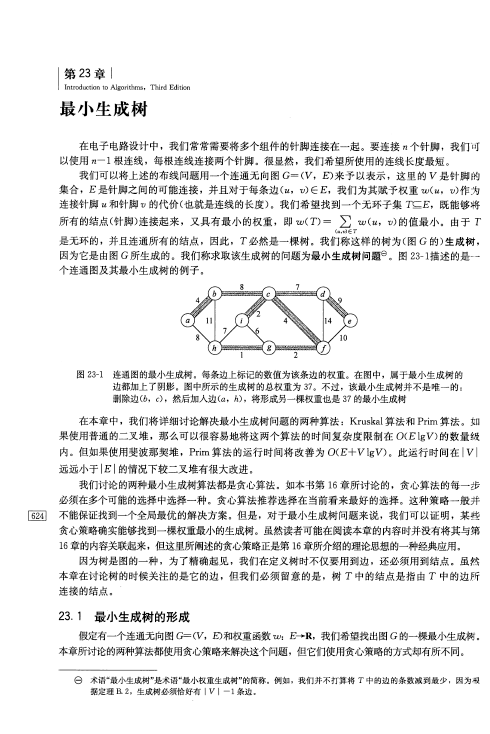 第23章
Introduction to Algorithms, Third Edition
最小生成树
在电子电路设计中，我们常常需要将多个组件的针脚连接在一起。要连接 n 个针脚，我们可
以使用 n－1 根连线，每根连线连接两个针脚。很显然，我们希望所使用的连线长度最短。
我们可以将上述的布线问题用一个连通无向图 G=(V，E)来予以表示，这里的 V 是针脚的
集合，E 是针脚之间的可能连接，并且对于每条边(u，v)∈E，我们为其赋予权重 w(u，v)作为
连接针脚 u 和针脚 v 的代价(也就是连线的长度)。我们希望找到一个无环子集 T⊆E，既能够将
所有的结点(针脚)连接起来，又具有最小的权重，即 w(T)= ∑ w(u，v)的值最小。由于 T
(u,v)∈T
是无环的，并且连通所有的结点，因此，T 必然是一棵树。我们称这样的树为(图 G 的)生成树，
因为它是由图 G 所生成的。我们称求取该生成树的问题为最小生成树问题㊀。图 23-1描述的是一
个连通图及其最小生成树的例子。
8 7
b c d
4 2 9
a 11 i 4 14 e
8 7 6 10
h g f
1 2
图 23-1 连通图的最小生成树。每条边上标记的数值为该条边的权重。在图中，属于最小生成树的
边都加上了阴影。图中所示的生成树的总权重为 37。不过，该最小生成树并不是唯一的：
删除边(b，c)，然后加入边(a，h)，将形成另一棵权重也是 37 的最小生成树
在本章中，我们将详细讨论解决最小生成树问题的两种算法：Kruskal 算法和 Prim 算法。如
果使用普通的二叉堆，那么可以很容易地将这两个算法的时间复杂度限制在 O(E lgV)的数量级
内。但如果使用斐波那契堆，Prim 算法的运行时间将改善为 O(E+V lgV)。此运行时间在|V|
远远小于|E|的情况下较二叉堆有很大改进。
我们讨论的两种最小生成树算法都是贪心算法。如本书第 16 章所讨论的，贪心算法的每一步
必须在多个可能的选择中选择一种。贪心算法推荐选择在当前看来最好的选择。这种策略一般并
624 不能保证找到一个全局最优的解决方案。但是，对于最小生成树问题来说，我们可以证明，某些
贪心策略确实能够找到一棵权重最小的生成树。虽然读者可能在阅读本章的内容时并没有将其与第
16 章的内容关联起来，但这里所阐述的贪心策略正是第 16 章所介绍的理论思想的一种经典应用。
因为树是图的一种，为了精确起见，我们在定义树时不仅要用到边，还必须用到结点。虽然
本章在讨论树的时候关注的是它的边，但我们必须留意的是，树 T 中的结点是指由 T 中的边所
连接的结点。
23.1 最小生成树的形成
假定有一个连通无向图 G=(V，E)和权重函数 w：E→R，我们希望找出图 G 的一棵最小生成树。
本章所讨论的两种算法都使用贪心策略来解决这个问题，但它们使用贪心策略的方式却有所不同。
㊀ 术语“最小生成树”是术语“最小权重生成树”的简称。例如，我们并不打算将 T 中的边的条数减到最少，因为根
据定理 B.2，生成树必须恰好有|V|－1 条边。